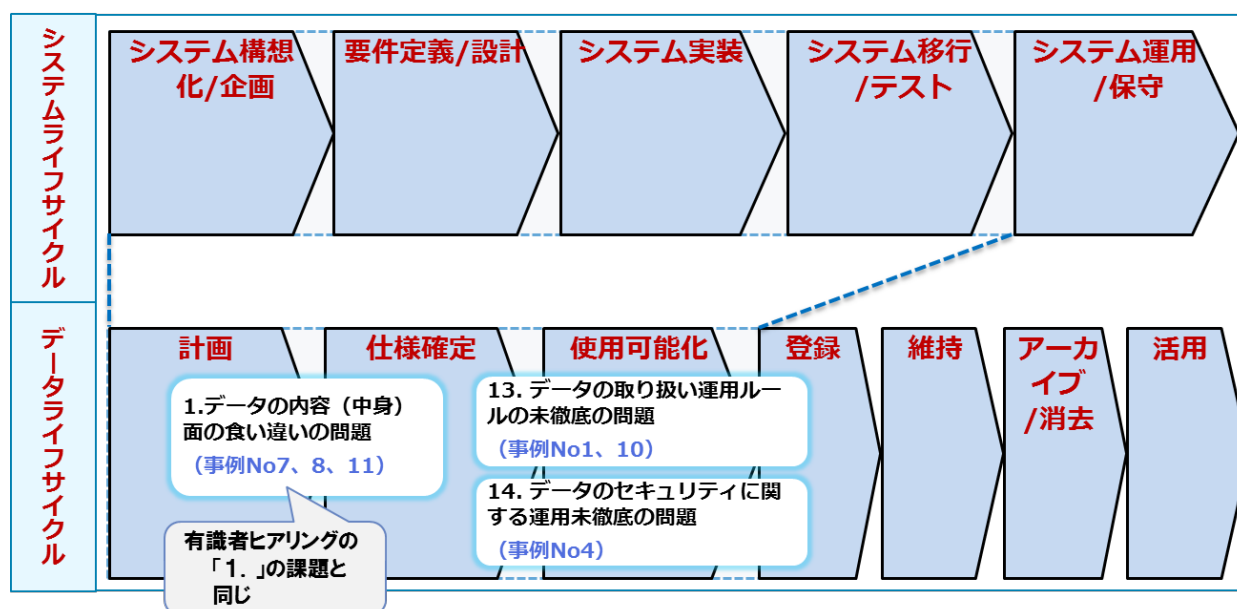 システムライフサイクル
システム構想
化/企画
要件定義/設計
システム実装
システム移行
/テスト
システム運用
/保守
データライフサイクル
計画
仕様確定
使用可能化
登録
維持
アーカ
イブ
/消去
活用
1.データの内容（中身）
面の食い違いの問題
（事例No7、8、11）
13. データの取り扱い運用ルー
ルの未徹底の問題
（事例No1、10）
14. データのセキュリティに関
する運用未徹底の問題
（事例No4）
有識者ヒアリングの
「１．」の課題と
同じ